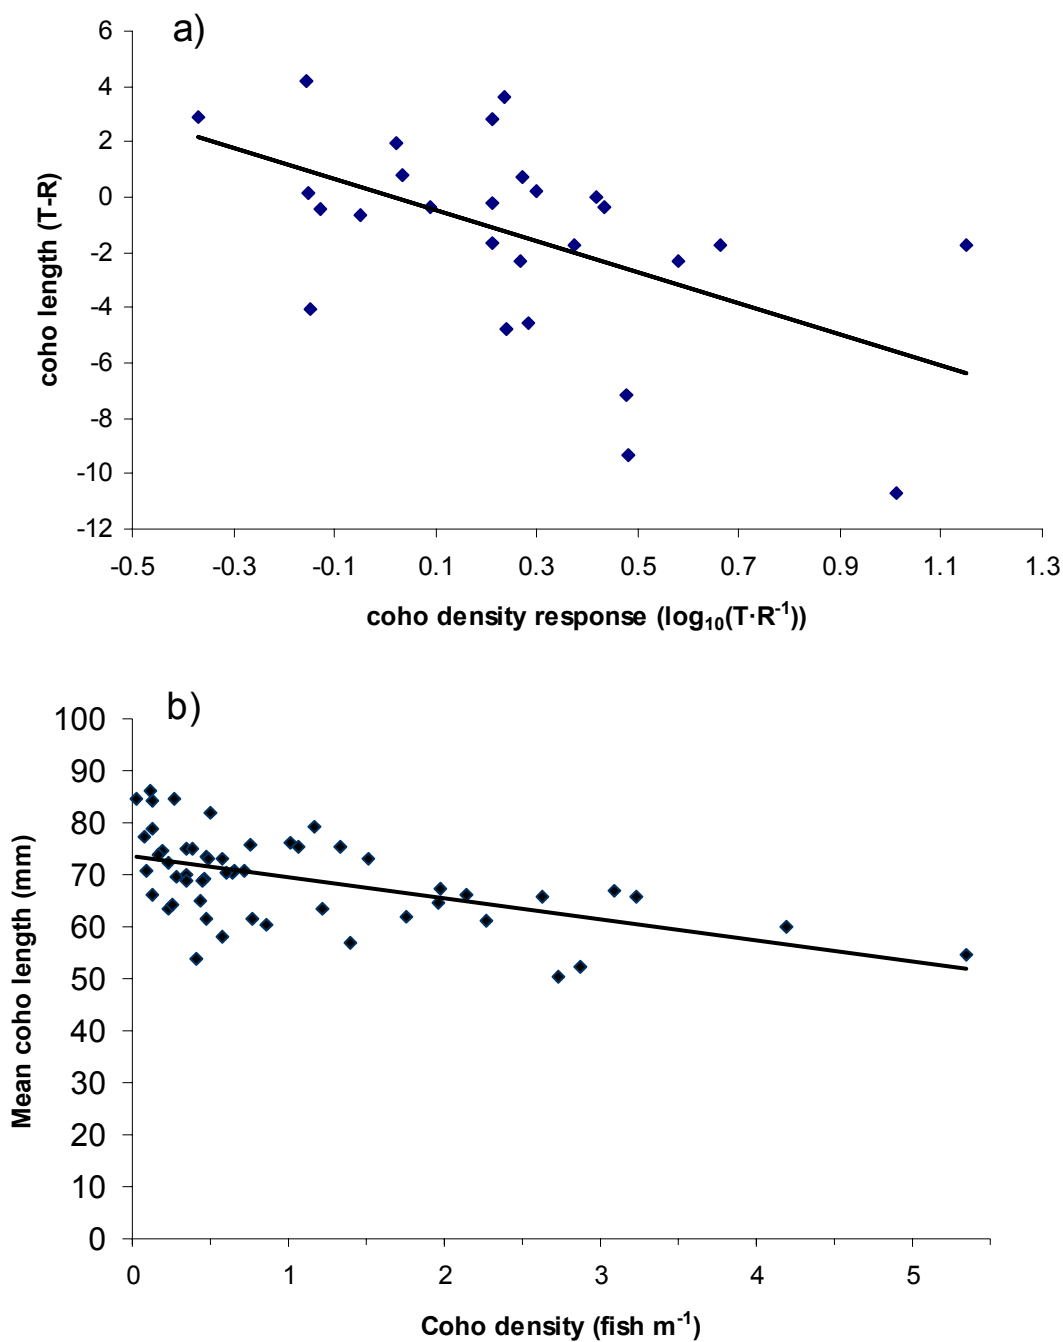 a)
6
4
2
0
-2
-4
-6
-8
-10
-12
coho length (T-R)
-0.5 -0.3 -0.1 0.1 0.3 0.5 0.7 0.9 1.1 1.3
coho density response (log₁₀(T·R⁻¹))
b)
100
90
80
70
60
50
40
30
20
10
0
Mean coho length (mm)
0 1 2 3 4 5
Coho density (fish m⁻¹)